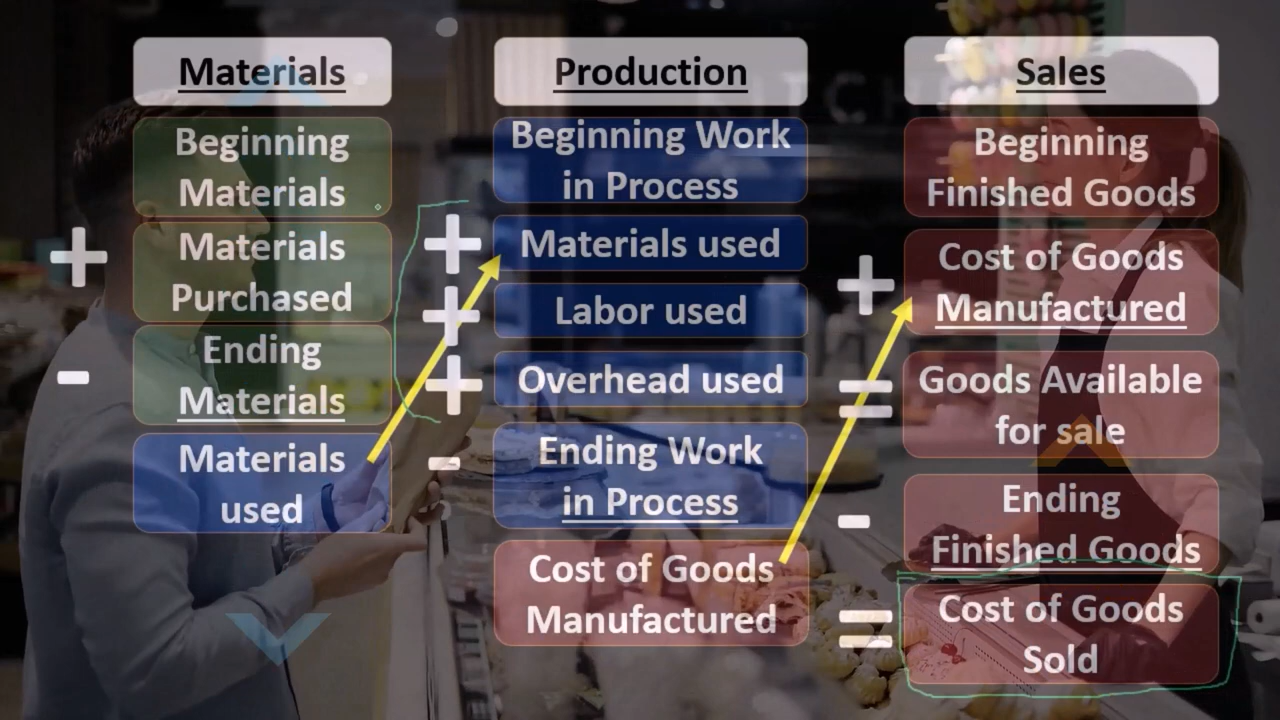 Materials
Beginning
Materials
+
Materials
Purchased
-
Ending
Materials
Materials
used
Production
Beginning Work
in Process
+
Materials used
+
Labor used
+
Overhead used
-
Ending Work
in Process
Cost of Goods
Manufactured
Sales
Beginning
Finished Goods
+
Cost of Goods
Manufactured
=
Goods Available
for sale
-
Ending
Finished Goods
=
Cost of Goods
Sold